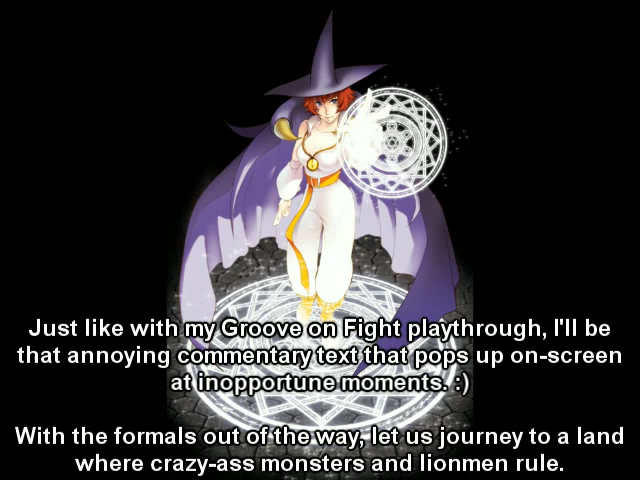 Just like with my Groove on Fight playthrough, I'll be
that annoying commentary text that pops up on-screen
at inopportune moments. :)
With the formals out of the way, let us journey to a land
where crazy-ass monsters and lionmen rule.